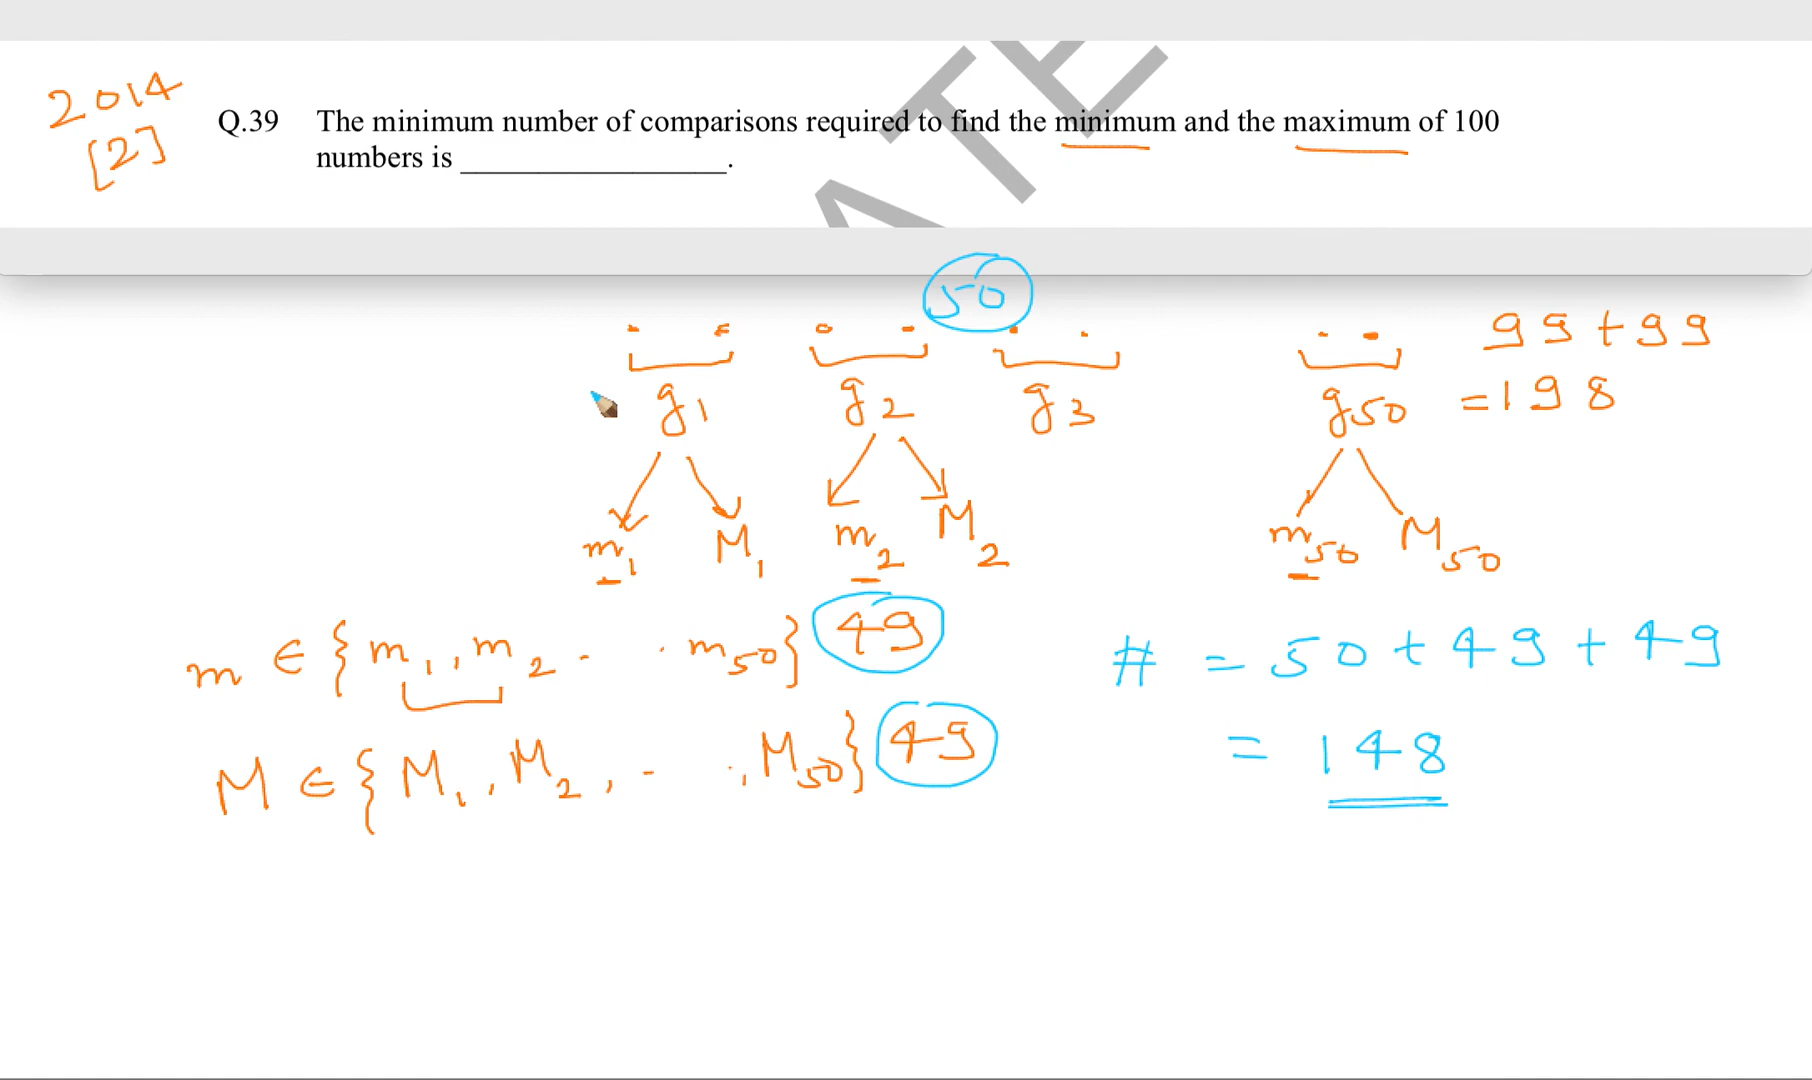 2014
[2]
Q.39 The minimum number of comparisons required to find the minimum and the maximum of 100
numbers is ________________.
ATE
50
99+99
=198
g1 g2 g3 g50
m1 M1 m2 M2 m50 M50
m ∈ {m1, m2 - . m50} 49
M ∈ {M1, M2, - ., M50} 49
# = 50 + 49 + 49
= 148